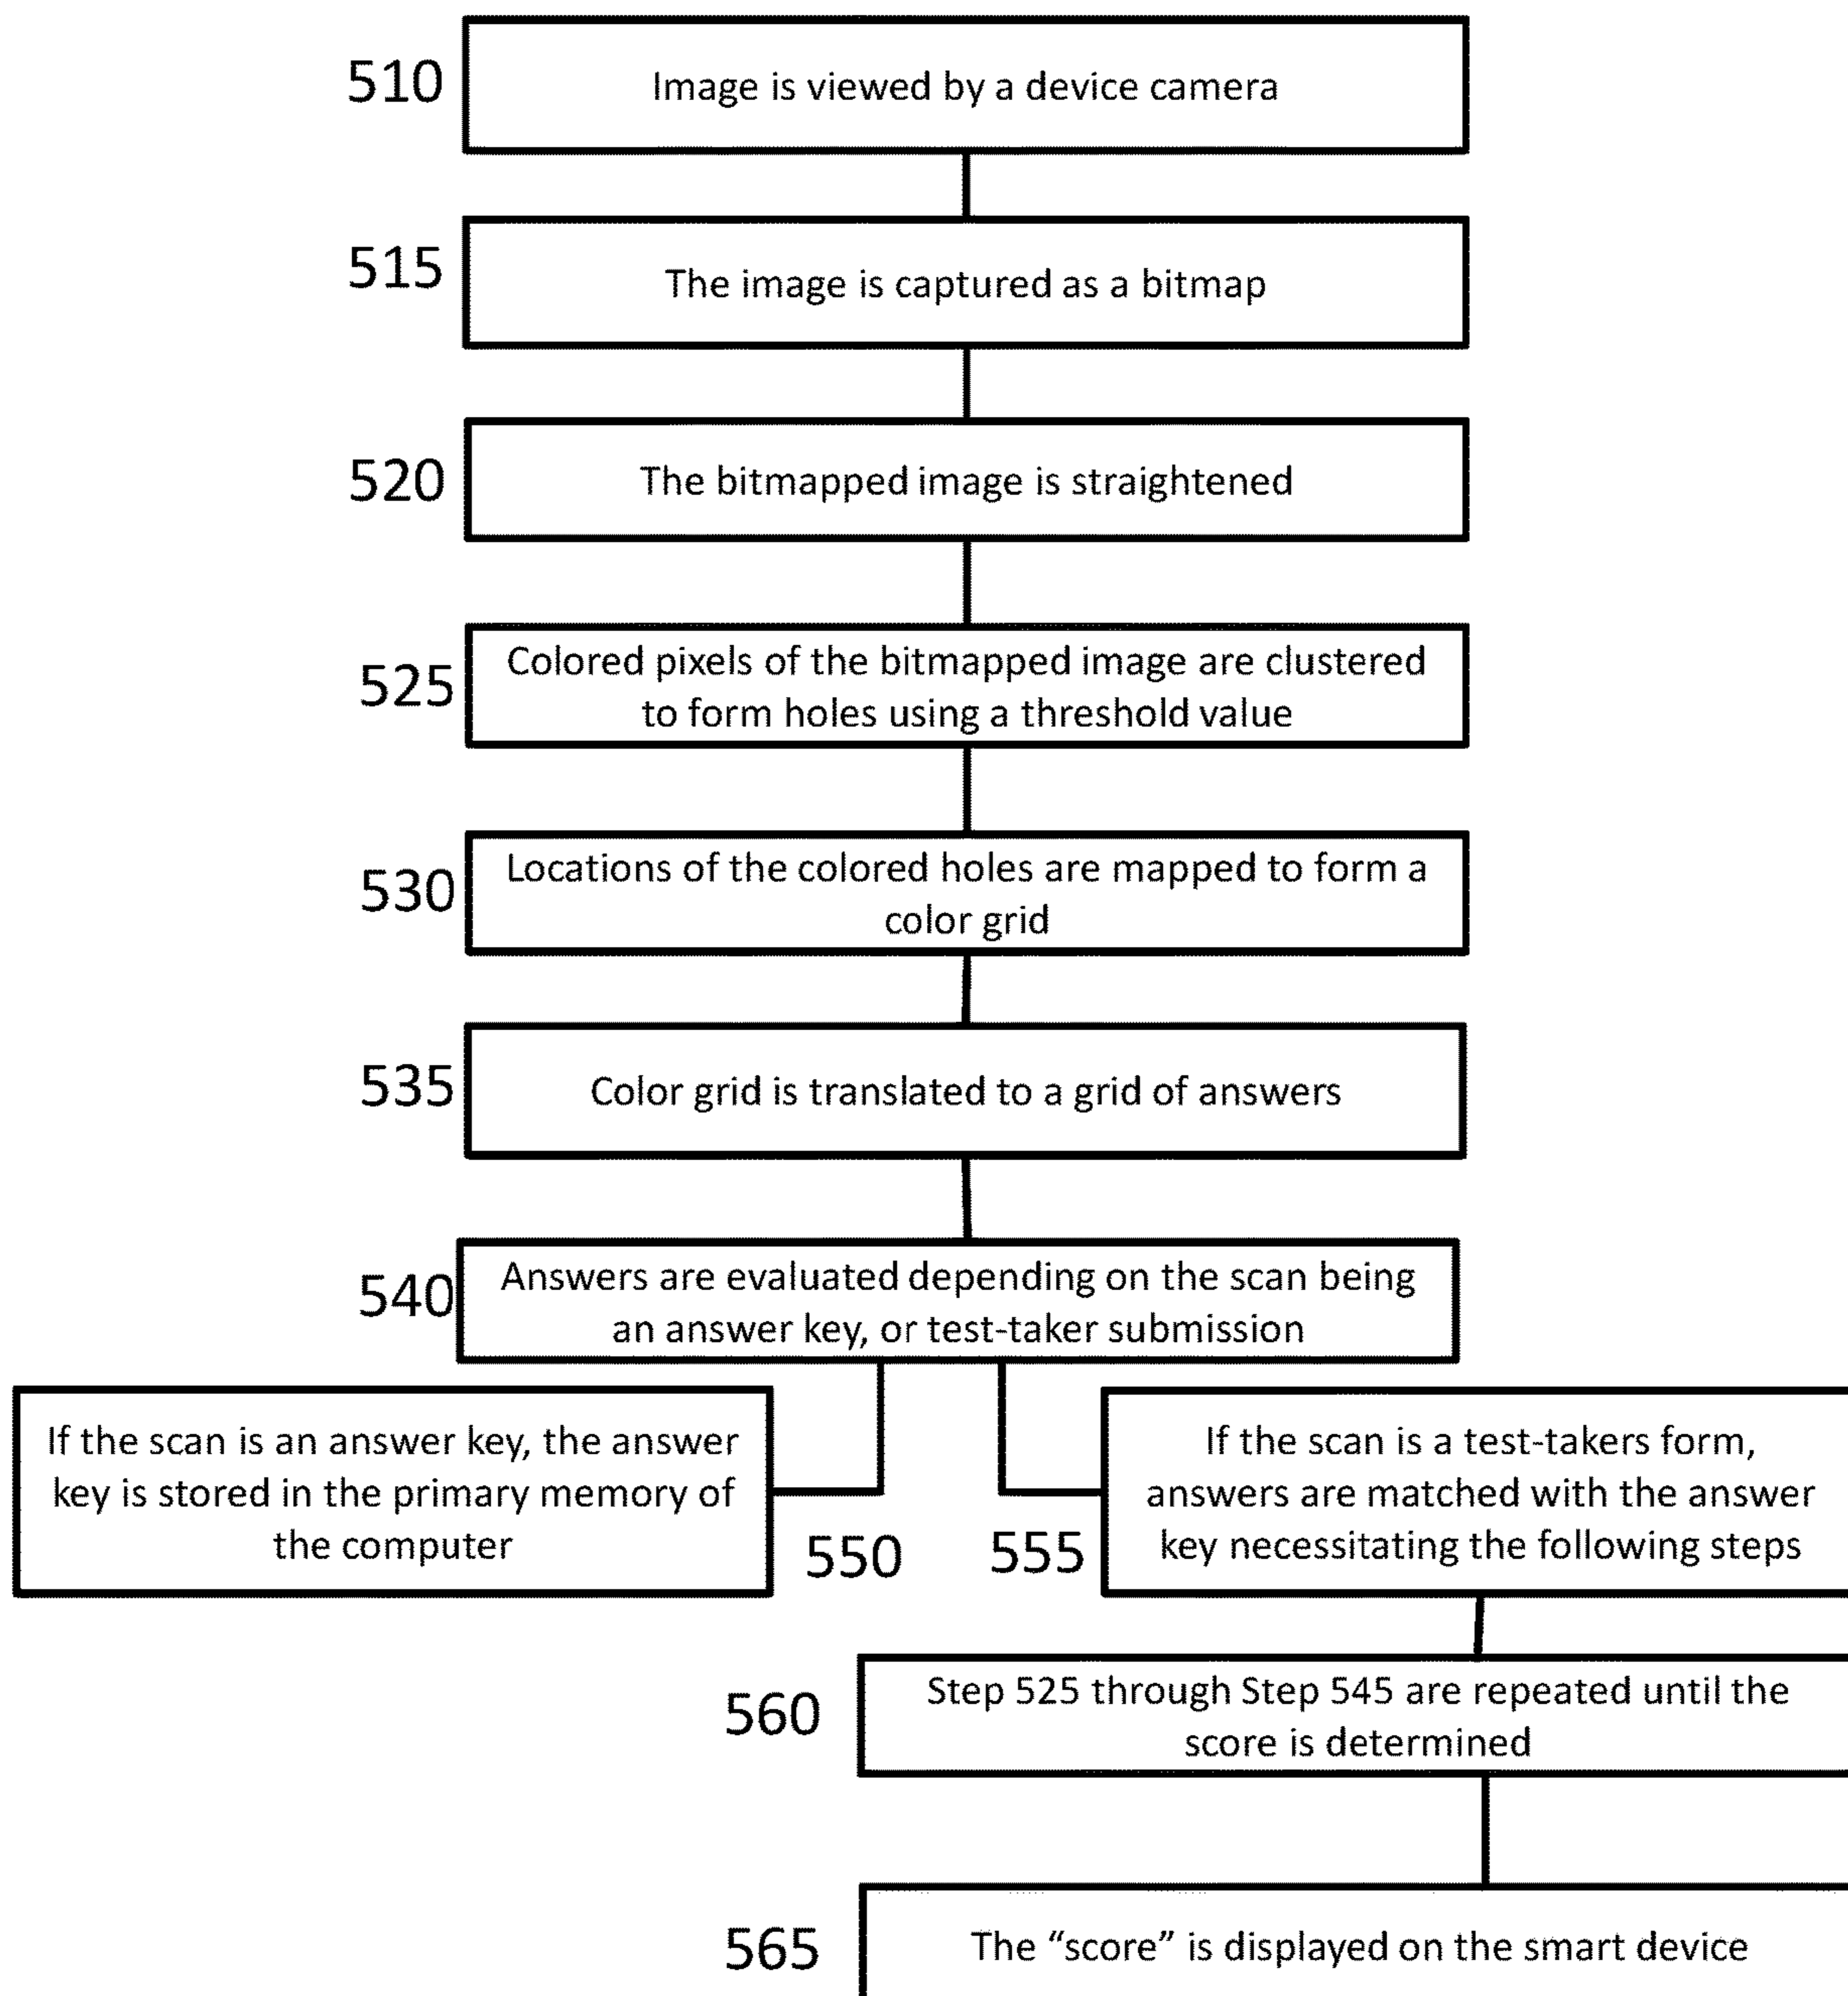 510
Image is viewed by a device camera
515
The image is captured as a bitmap
520
The bitmapped image is straightened
525
Colored pixels of the bitmapped image are clustered
to form holes using a threshold value
530
Locations of the colored holes are mapped to form a
color grid
535
Color grid is translated to a grid of answers
540
Answers are evaluated depending on the scan being
an answer key, or test-taker submission
If the scan is an answer key, the answer
key is stored in the primary memory of
the computer
550
555
If the scan is a test-takers form,
answers are matched with the answer
key necessitating the following steps
560
Step 525 through Step 545 are repeated until the
score is determined
565
The “score” is displayed on the smart device